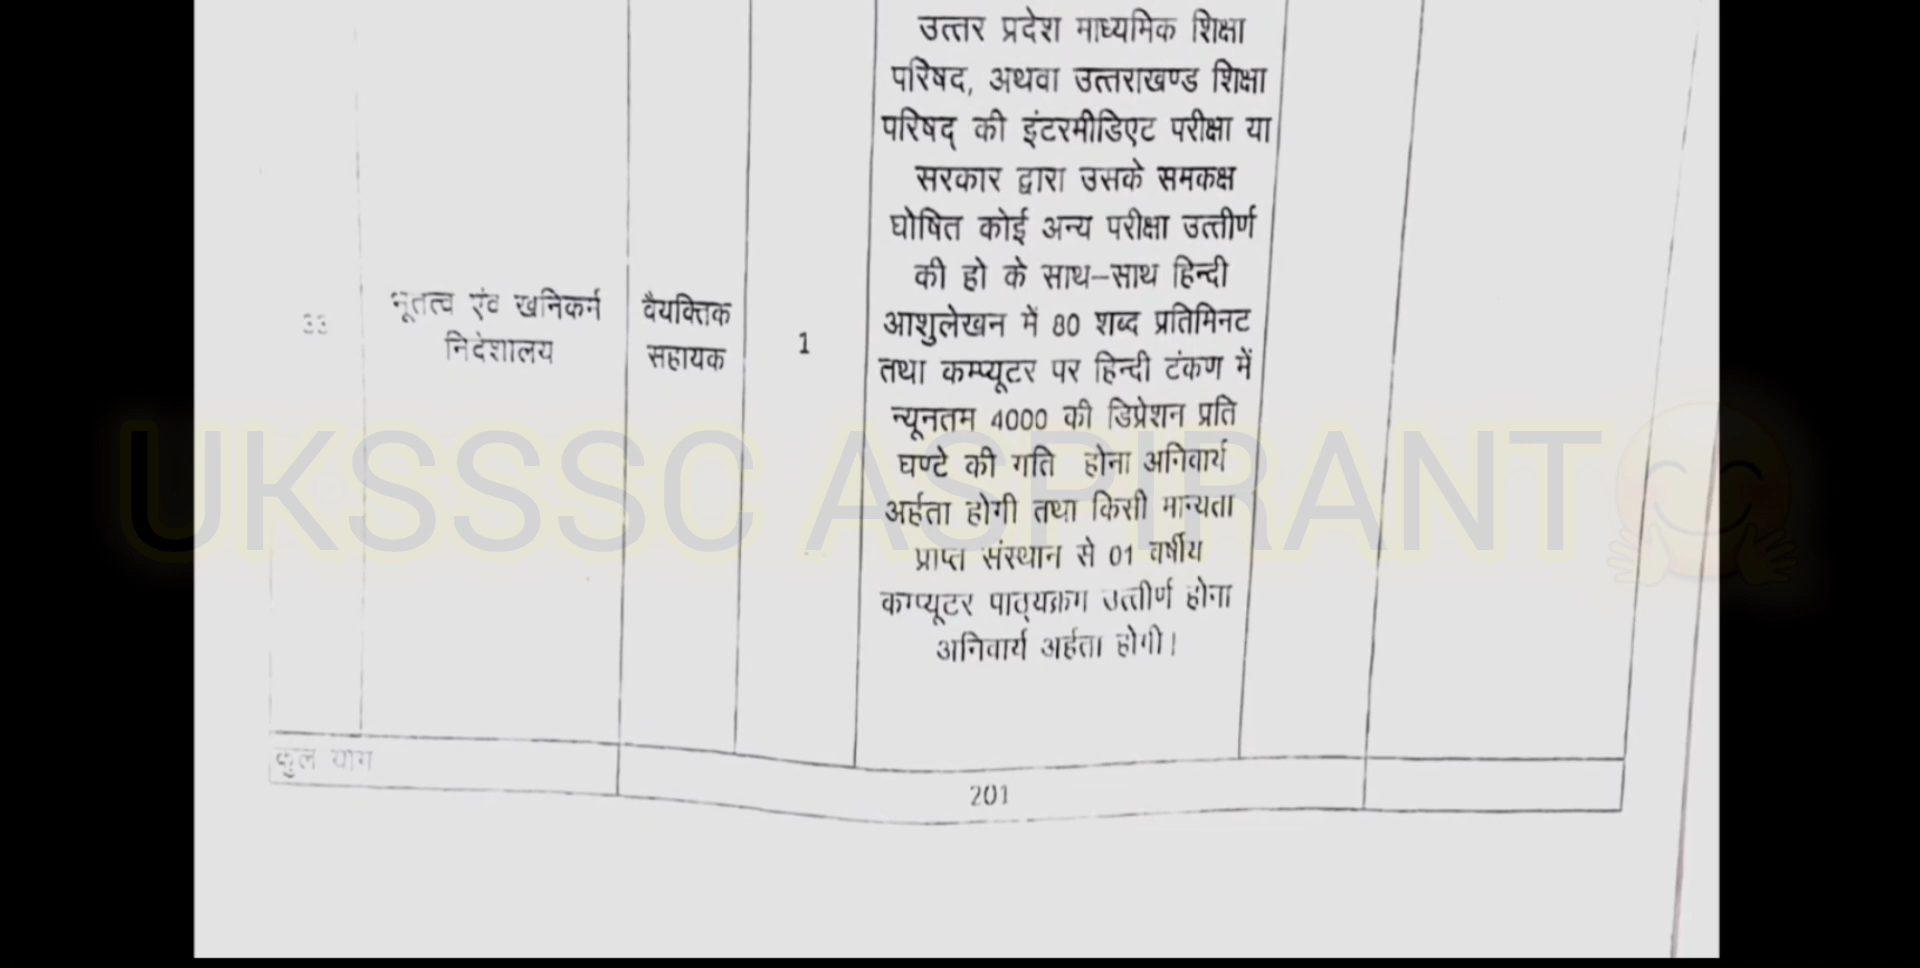 उत्तर प्रदेश माध्यमिक शिक्षा
परिषद, अथवा उत्तराखण्ड शिक्षा
परिषद् की इंटरमीडिएट परीक्षा या
सरकार द्वारा उसके समकक्ष
घोषित कोई अन्य परीक्षा उत्तीर्ण
की हो के साथ–साथ हिन्दी
आशुलेखन में 80 शब्द प्रतिमिनट
तथा कम्प्यूटर पर हिन्दी टंकण में
न्यूनतम 4000 की डिप्रेशन प्रति
घण्टे की गति होना अनिवार्य
अर्हता होगी तथा किसी मान्यता
प्राप्त संस्थान से 01 वर्षीय
कम्प्यूटर पाठ्यक्रम उत्तीर्ण होना
अनिवार्य अर्हता होगी।
33
भूतत्व एंव खनिकर्न
निदेशालय
वैयक्तिक
सहायक
1
कुल योग
201
UKSSSC ASPIRANT